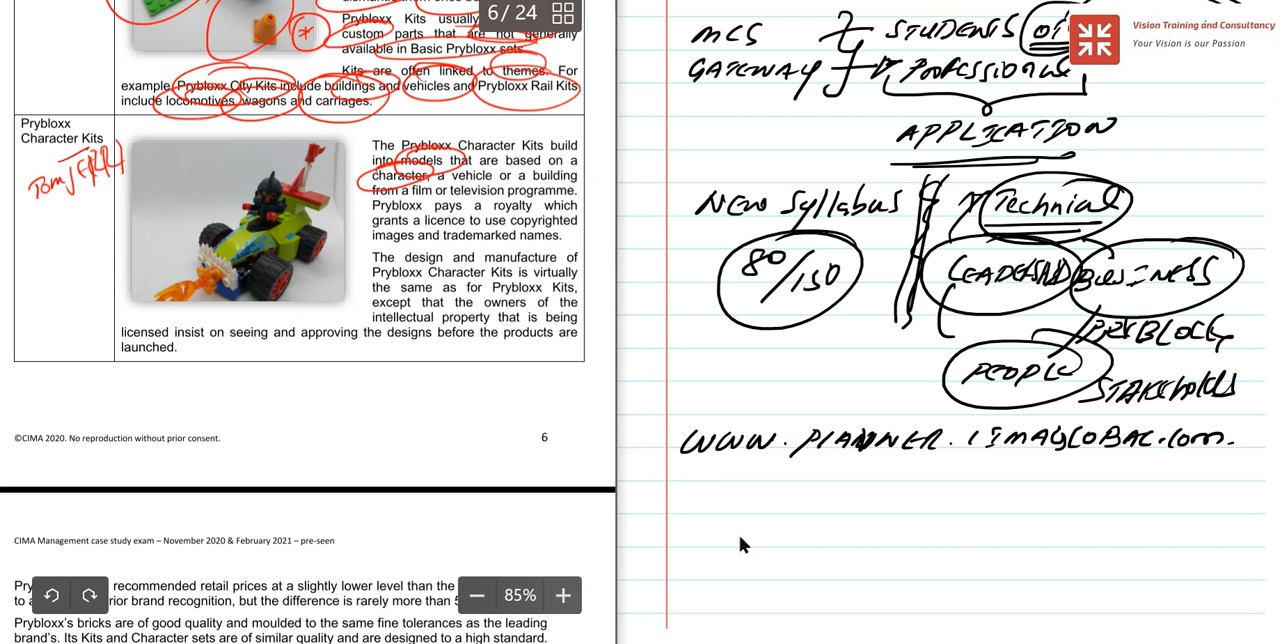 6 / 24
Prybloxx Kits usually
custom parts that are not generally
available in Basic Prybloxx sets.
Kits are often linked to themes. For
example Prybloxx City Kits include buildings and vehicles and Prybloxx Rail Kits
include locomotives, wagons and carriages.
Prybloxx
Character Kits
Tom JERRY
The Prybloxx Character Kits build
into models that are based on a
character, a vehicle or a building
from a film or television programme.
Prybloxx pays a royalty which
grants a licence to use copyrighted
images and trademarked names.
The design and manufacture of
Prybloxx Character Kits is virtually
the same as for Prybloxx Kits,
except that the owners of the
intellectual property that is being
licensed insist on seeing and approving the designs before the products are
launched.
©CIMA 2020. No reproduction without prior consent.
6
CIMA Management case study exam – November 2020 & February 2021 – pre-seen
recommended retail prices at a slightly lower level than the
brand recognition, but the difference is rarely more than
85%
Prybloxx's bricks are of good quality and moulded to the same fine tolerances as the leading
brand's. Its Kits and Character sets are of similar quality and are designed to a high standard.
MCS
STUDENTS
GATEWAY
PROFESSIONALS
APPLICATION
Vision Training and Consultancy
Your Vision is our Passion
NEW Syllabus
Technical
80/150
LEADERSHIP
BUSINESS
PEOPLE
STAKEHOLDERS
WWW.PLANNER.CIMAGLOBAL.COM.